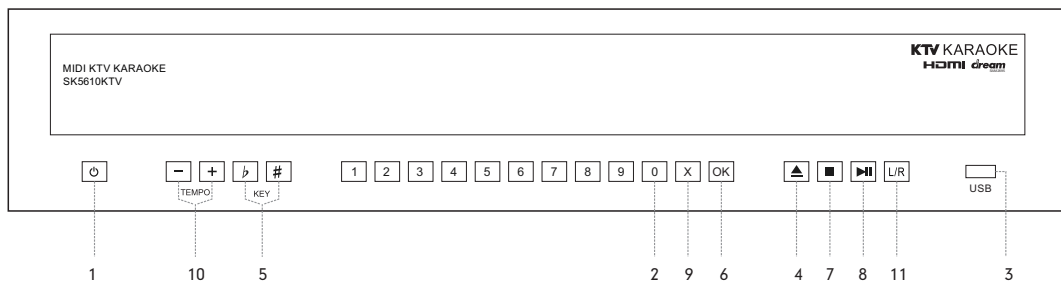 KTV KARAOKE
HDMI dream
MIDI KTV KARAOKE
SK5610KTV
− + ♭ ♯
TEMPO KEY
1 2 3 4 5 6 7 8 9 0 X OK
L/R
USB
1 10 5 2 9 6 4 7 8 11 3